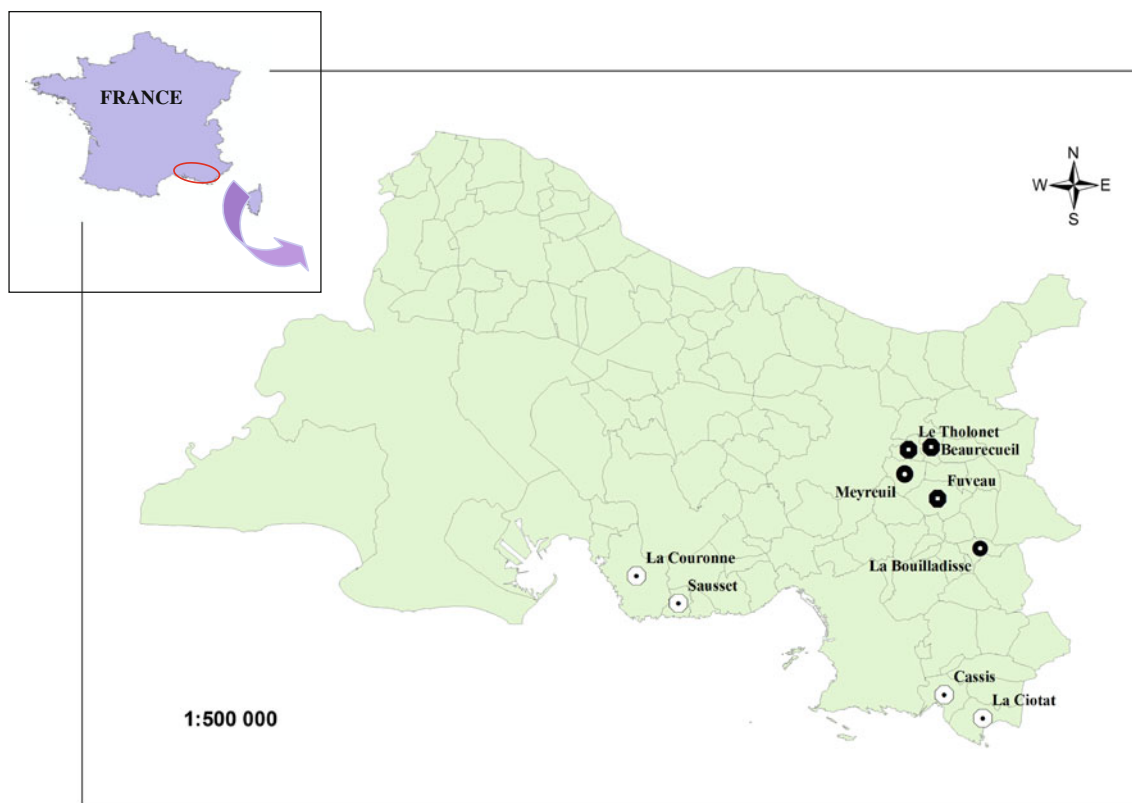 FRANCE
N
W E
S
Le Tholonet
Beaurecueil
Meyreuil
Fuveau
La Bouilladisse
La Couronne
Sausset
Cassis
La Ciotat
1:500 000